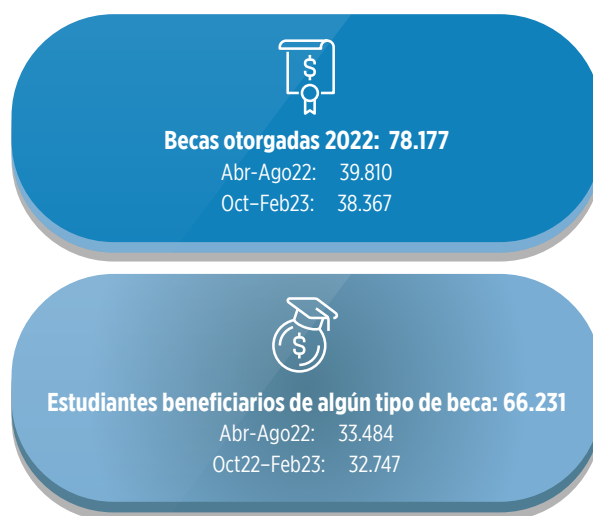 $
Becas otorgadas 2022: 78.177
Abr-Ago22: 39.810
Oct–Feb23: 38.367
$
Estudiantes beneficiarios de algún tipo de beca: 66.231
Abr-Ago22: 33.484
Oct22–Feb23: 32.747